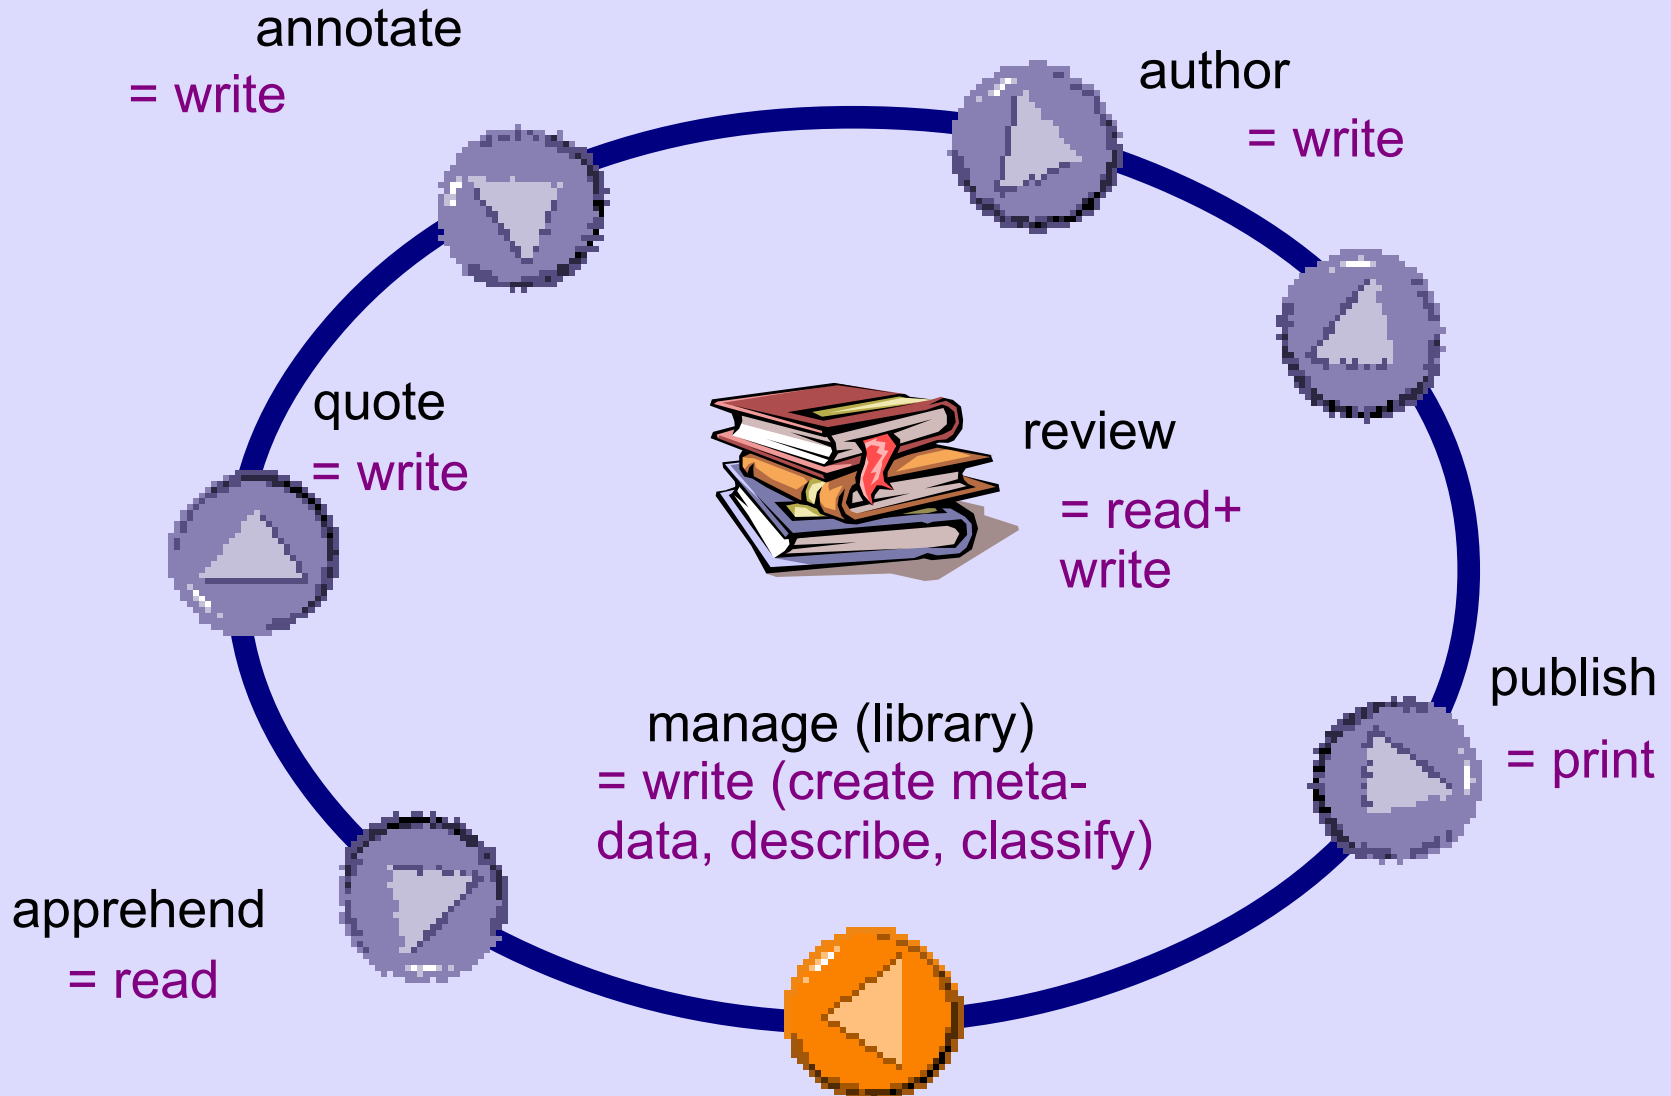 annotate
= write
author
= write
quote
= write
review
= read+
write
publish
= print
manage (library)
= write (create meta-
data, describe, classify)
apprehend
= read